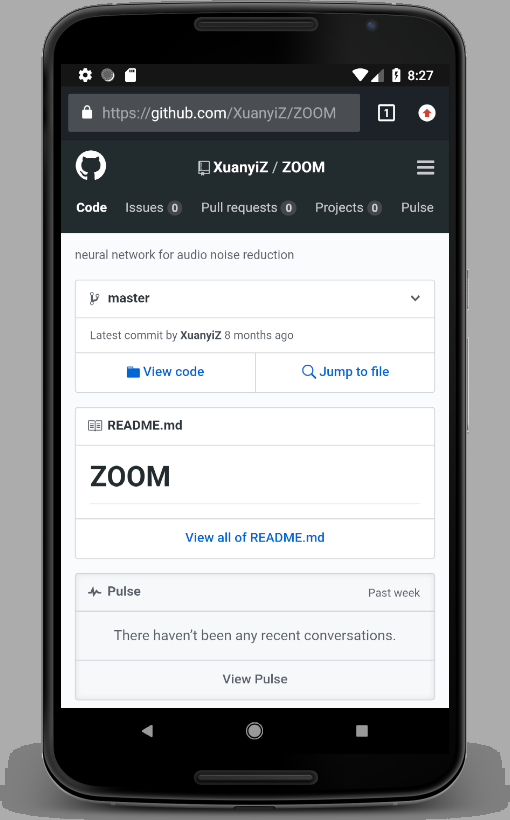 8:27
https://github.com/XuanyiZ/ZOOM
1
XuanyiZ / ZOOM
Code Issues 0 Pull requests 0 Projects 0 Pulse
neural network for audio noise reduction
master
Latest commit by XuanyiZ 8 months ago
View code Jump to file
README.md
ZOOM
View all of README.md
Pulse Past week
There haven’t been any recent conversations.
View Pulse